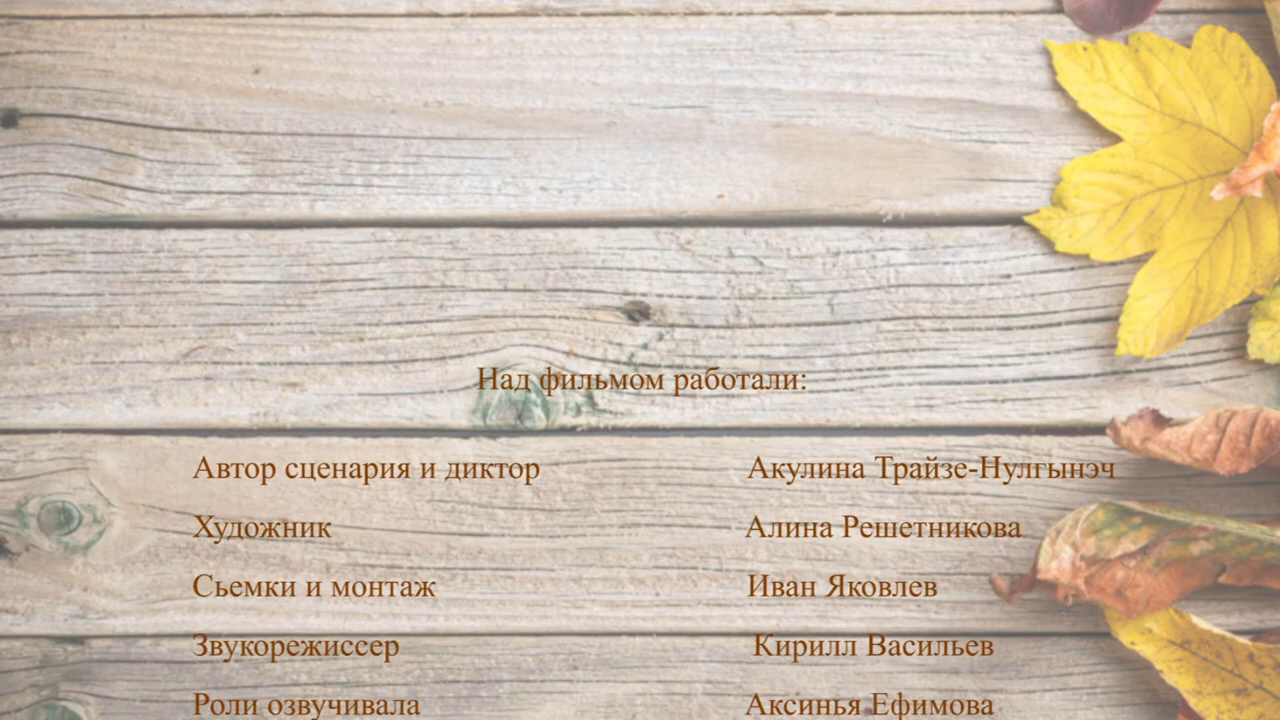 Над фильмом работали:
Автор сценария и диктор Акулина Трайзе-Нулгынэч
Художник Алина Решетникова
Сьемки и монтаж Иван Яковлев
Звукорежиссер Кирилл Васильев
Роли озвучивала Аксинья Ефимова